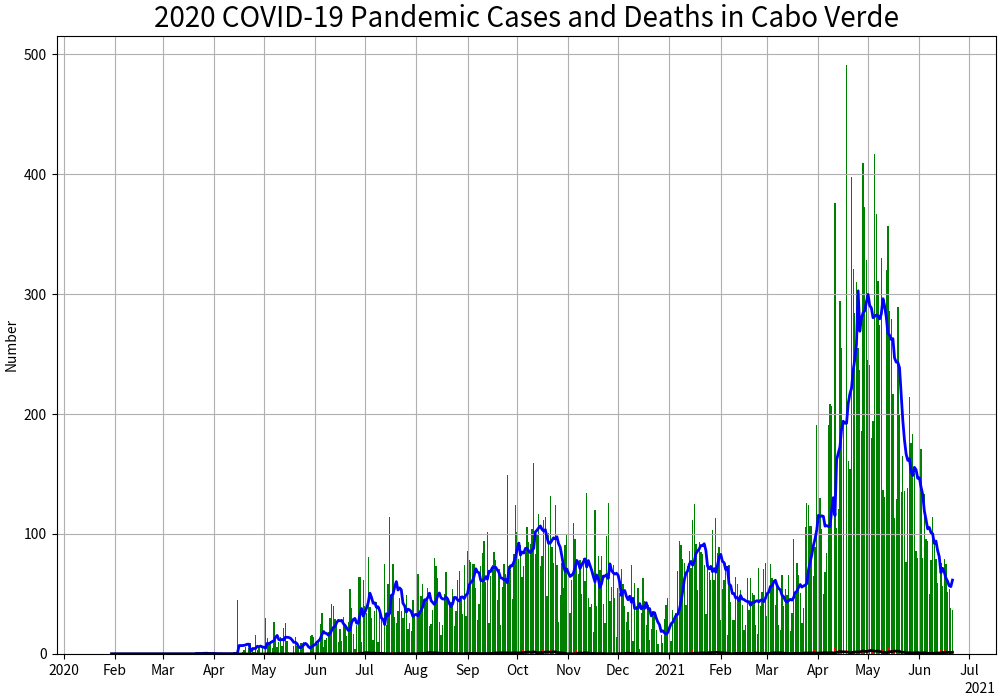 2020 COVID-19 Pandemic Cases and Deaths in Cabo Verde
500
400
300
200
100
0
Number
2020 Feb Mar Apr May Jun Jul Aug Sep Oct Nov Dec 2021 Feb Mar Apr May Jun Jul
2021